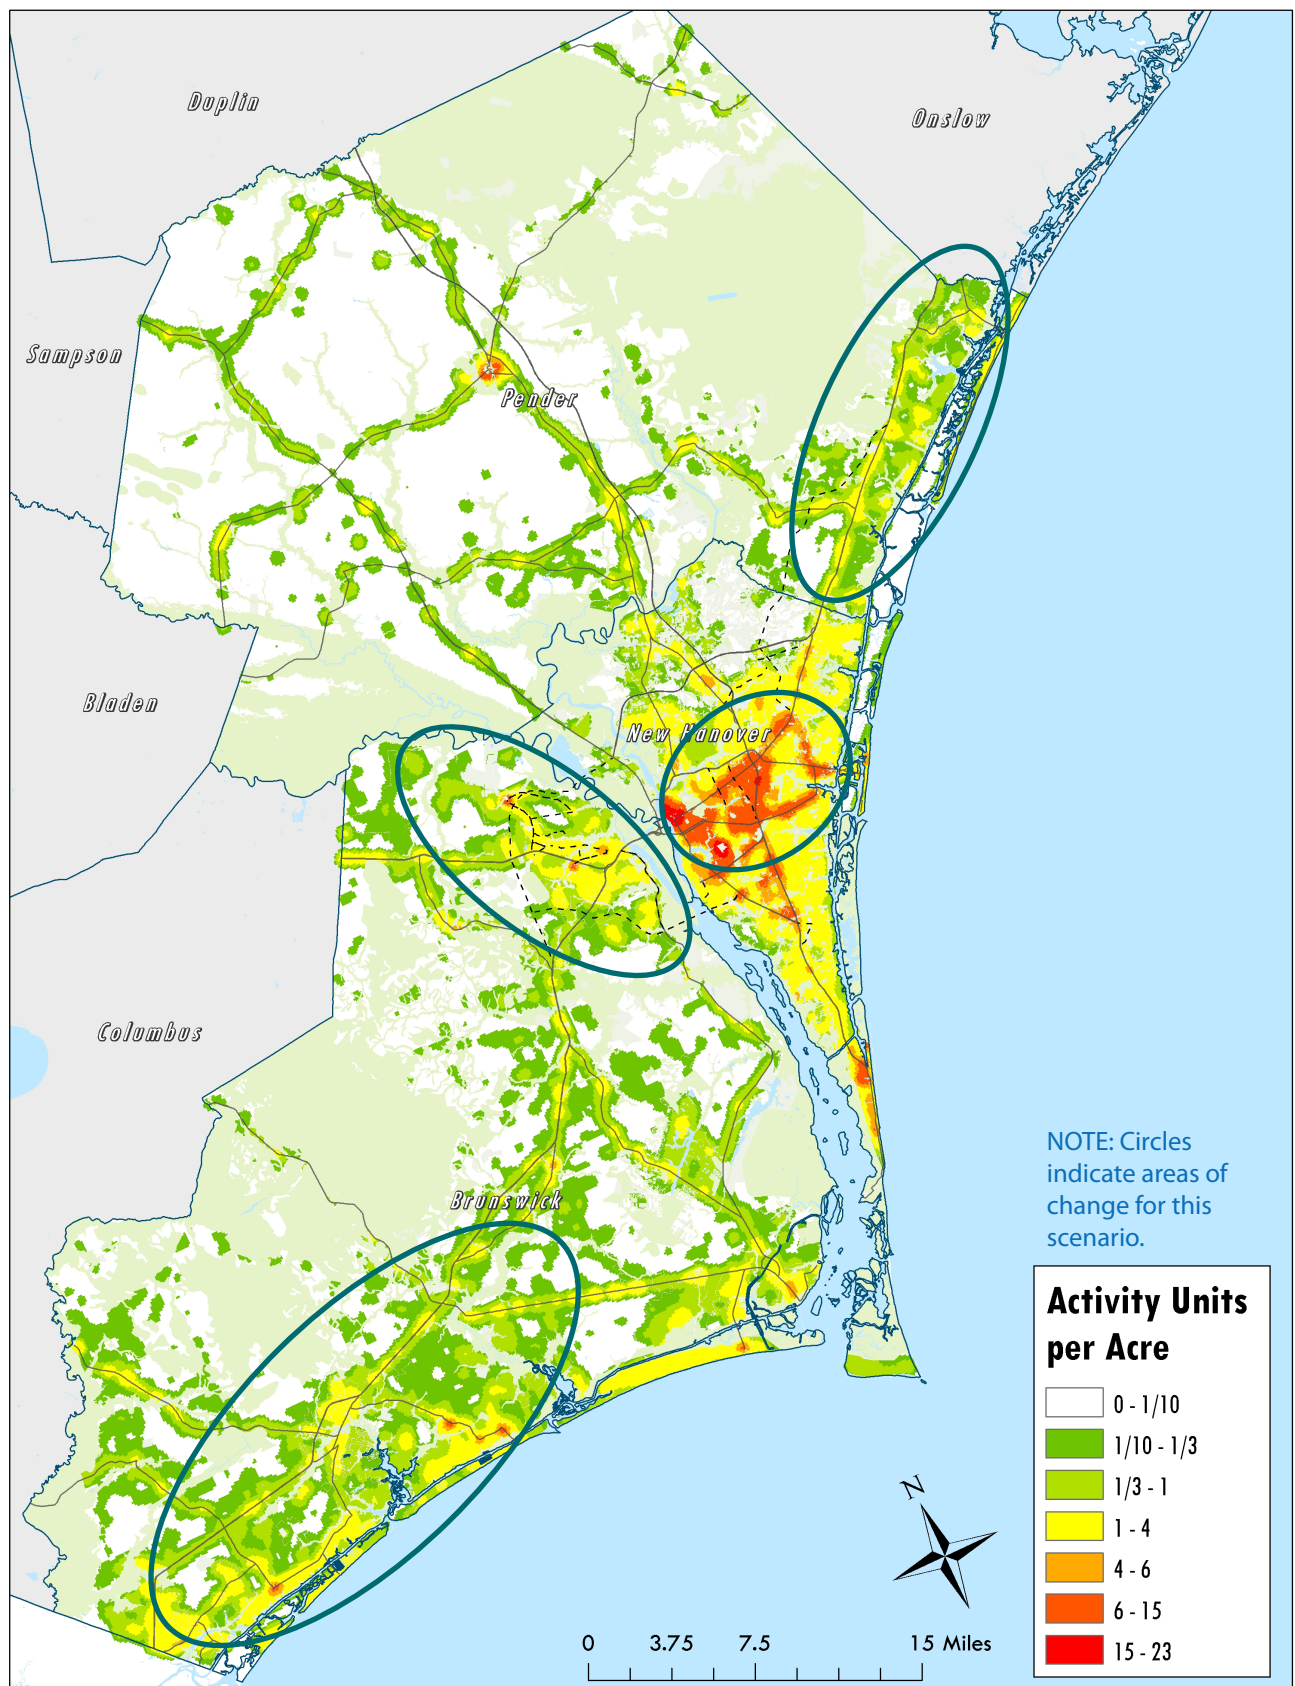 Duplin
Onslow
Sampson
Pender
Bladen
New Hanover
Columbus
Brunswick
NOTE: Circles
indicate areas of
change for this
scenario.
Activity Units
per Acre
0 - 1/10
1/10 - 1/3
1/3 - 1
1 - 4
4 - 6
6 - 15
15 - 23
N
0 3.75 7.5 15 Miles